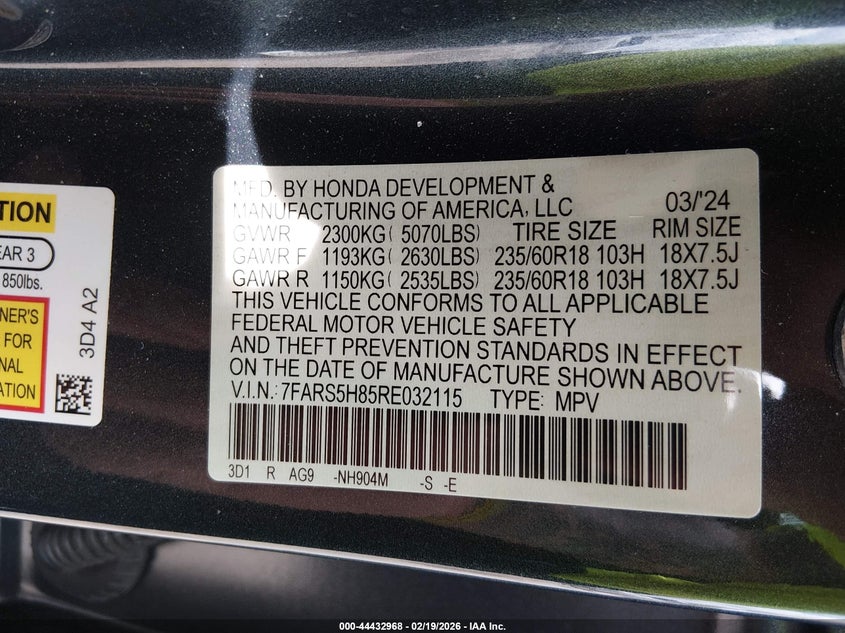 TION
EAR 3
850lbs.
NER'S
FOR
NAL
ATION
3D4 A2
MFD. BY HONDA DEVELOPMENT &
MANUFACTURING OF AMERICA, LLC 03/'24
GVWR 2300KG( 5070LBS) TIRE SIZE RIM SIZE
GAWR F 1193KG( 2630LBS) 235/60R18 103H 18X7.5J
GAWR R 1150KG( 2535LBS) 235/60R18 103H 18X7.5J
THIS VEHICLE CONFORMS TO ALL APPLICABLE
FEDERAL MOTOR VEHICLE SAFETY
AND THEFT PREVENTION STANDARDS IN EFFECT
ON THE DATE OF MANUFACTURE SHOWN ABOVE.
V.I.N.: 7FARS5H85RE032115 TYPE: MPV
3D1 R AG9 -NH904M -S -E
000-44432968 - 02/19/2026 - IAA Inc.